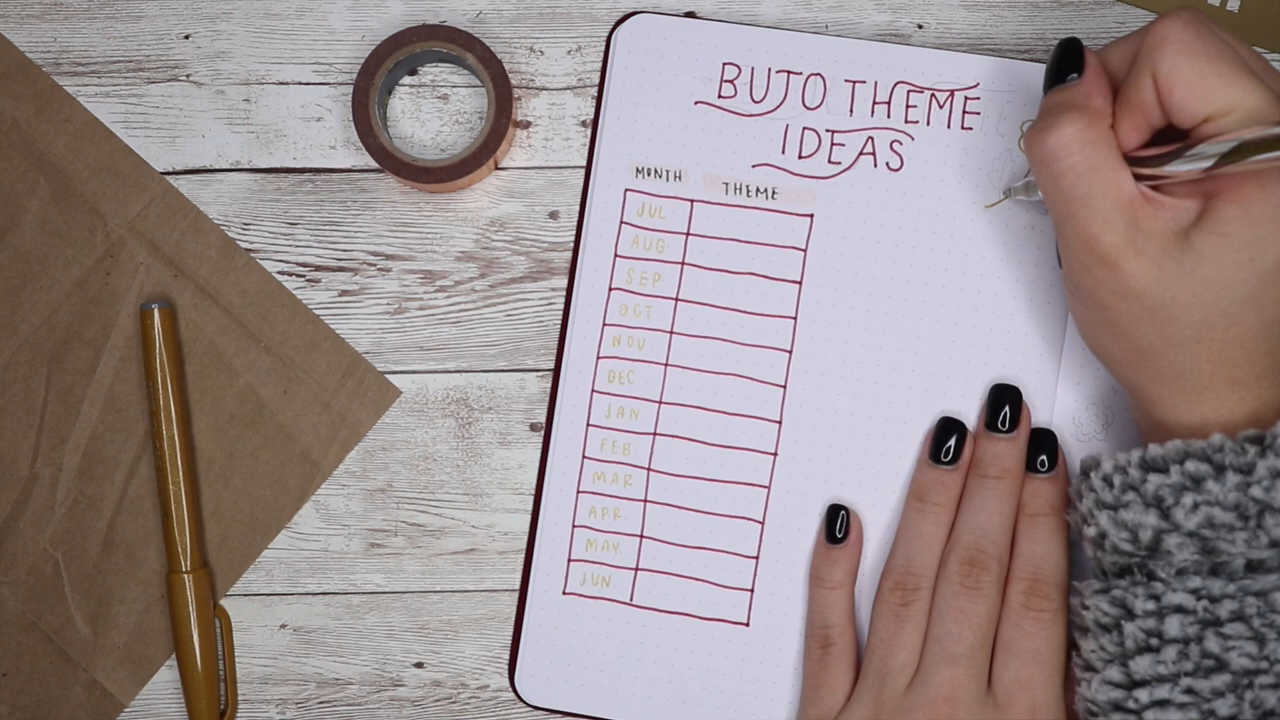 BUJO THEME
IDEAS
MONTH THEME
JUL
AUG
SEP
OCT
NOV
DEC
JAN
FEB
MAR
APR
MAY
JUN